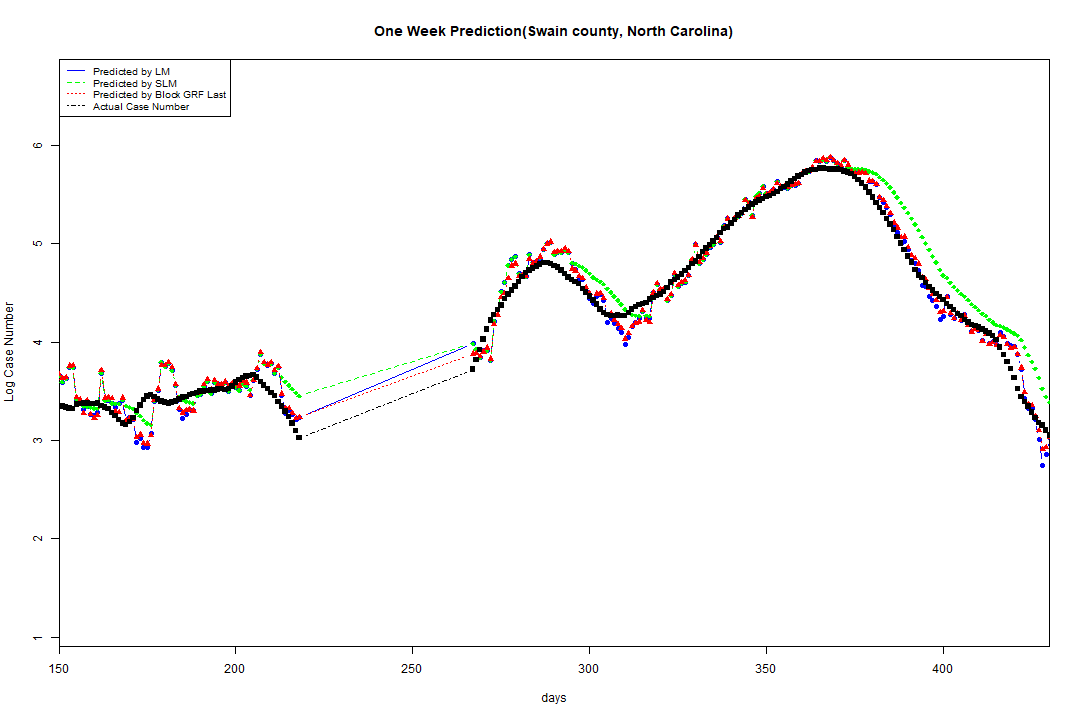 One Week Prediction(Swain county, North Carolina)
Predicted by LM
Predicted by SLM
Predicted by Block GRF Last
Actual Case Number
6
5
4
3
2
1
Log Case Number
150 200 250 300 350 400
days